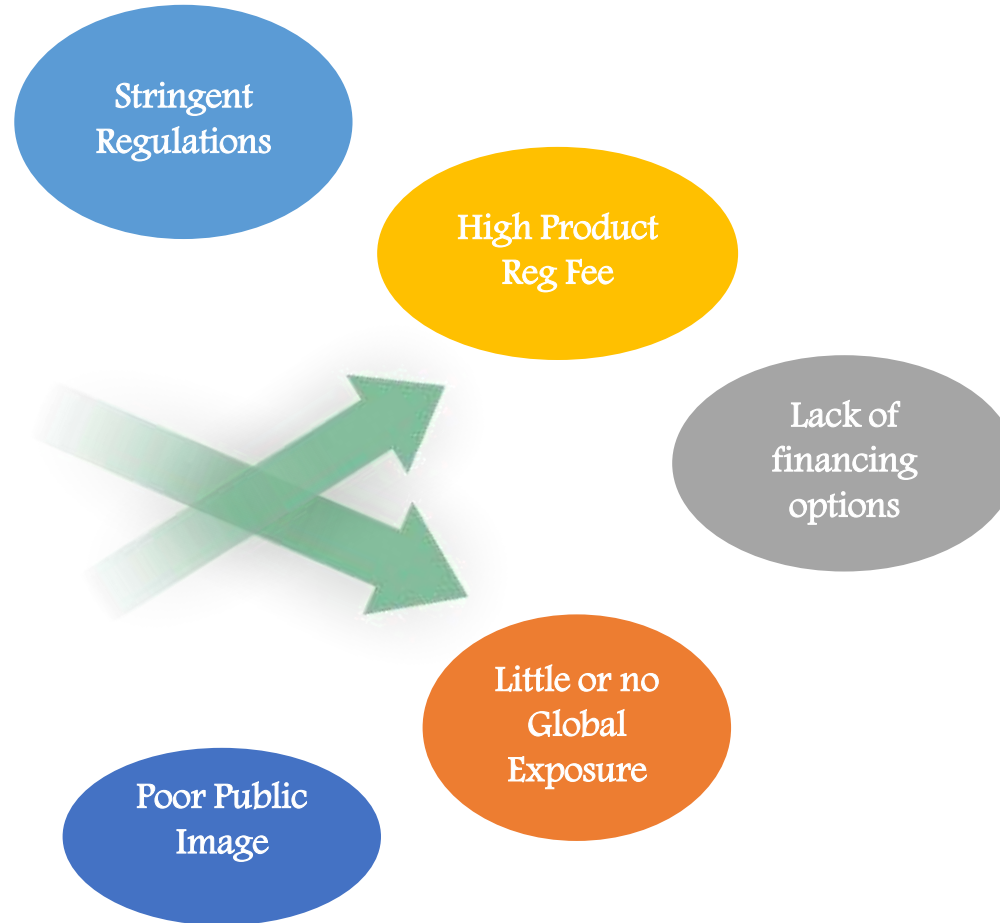 Stringent
Regulations
High Product
Reg Fee
Lack of
financing
options
Little or no
Global
Exposure
Poor Public
Image